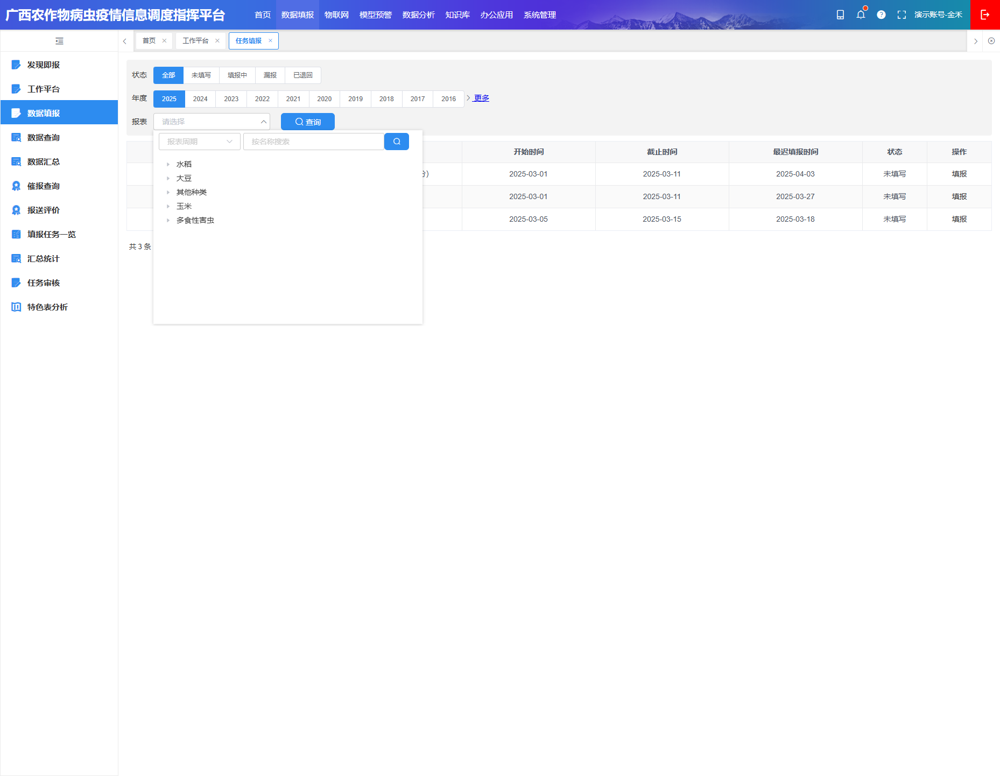 广西农作物病虫疫情信息调度指挥平台
首页 数据填报 物联网 模型预警 数据分析 知识库 办公应用 系统管理
演示账号-金禾
首页 工作平台 任务填报
发现即报
工作平台
数据填报
数据查询
数据汇总
催报查询
报送评价
填报任务一览
汇总统计
任务审核
特色表分析
状态 全部 未填写 填报中 漏报 已退回
年度 2025 2024 2023 2022 2021 2020 2019 2018 2017 2016 更多
报表 请选择 查询
报表周期 按名称搜索
水稻
大豆
其他种类
玉米
多食性害虫
开始时间 截止时间 最迟填报时间 状态 操作
2025-03-01 2025-03-11 2025-04-03 未填写 填报
2025-03-01 2025-03-11 2025-03-27 未填写 填报
2025-03-05 2025-03-15 2025-03-18 未填写 填报
共 3 条